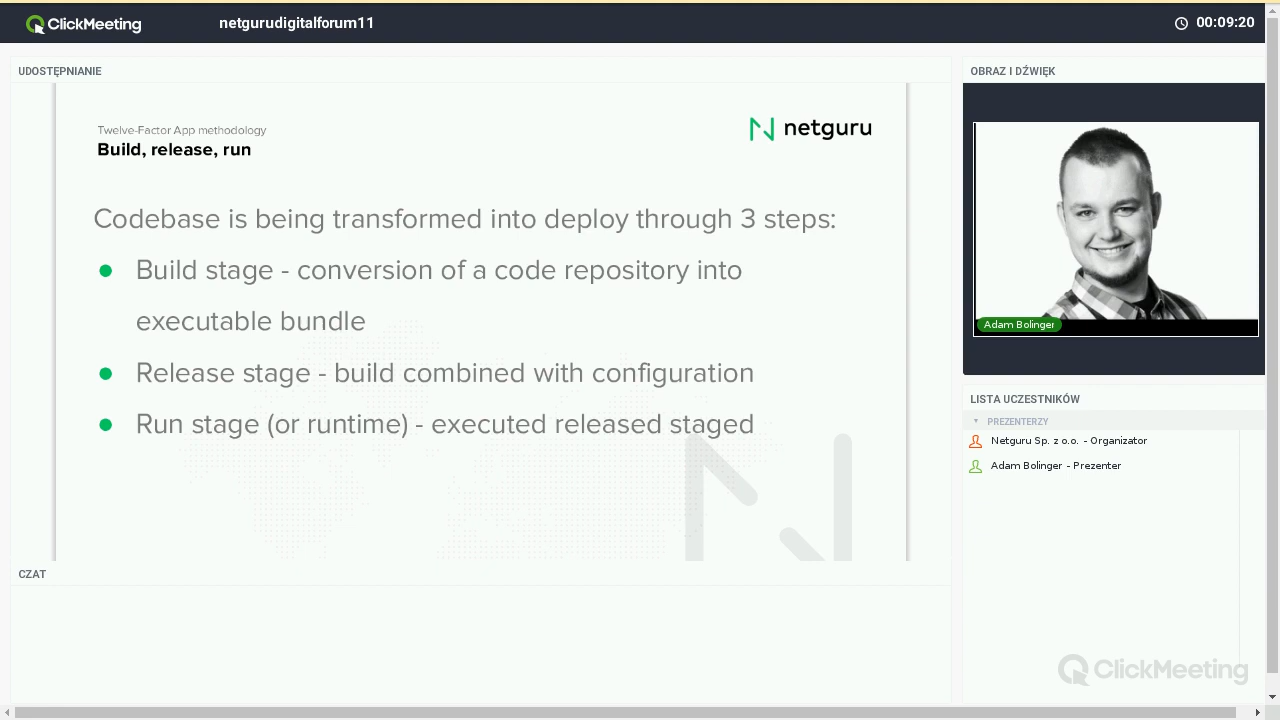 ClickMeeting
netgurudigitalforum11
00:09:20
UDOSTĘPNIANIE
Twelve-Factor App methodology
Build, release, run
netguru
Codebase is being transformed into deploy through 3 steps:
● Build stage - conversion of a code repository into
executable bundle
● Release stage - build combined with configuration
● Run stage (or runtime) - executed released staged
CZAT
OBRAZ I DŹWIĘK
Adam Bolinger
LISTA UCZESTNIKÓW
PREZENTERZY
Netguru Sp. z o.o. - Organizator
Adam Bolinger - Prezenter
ClickMeeting